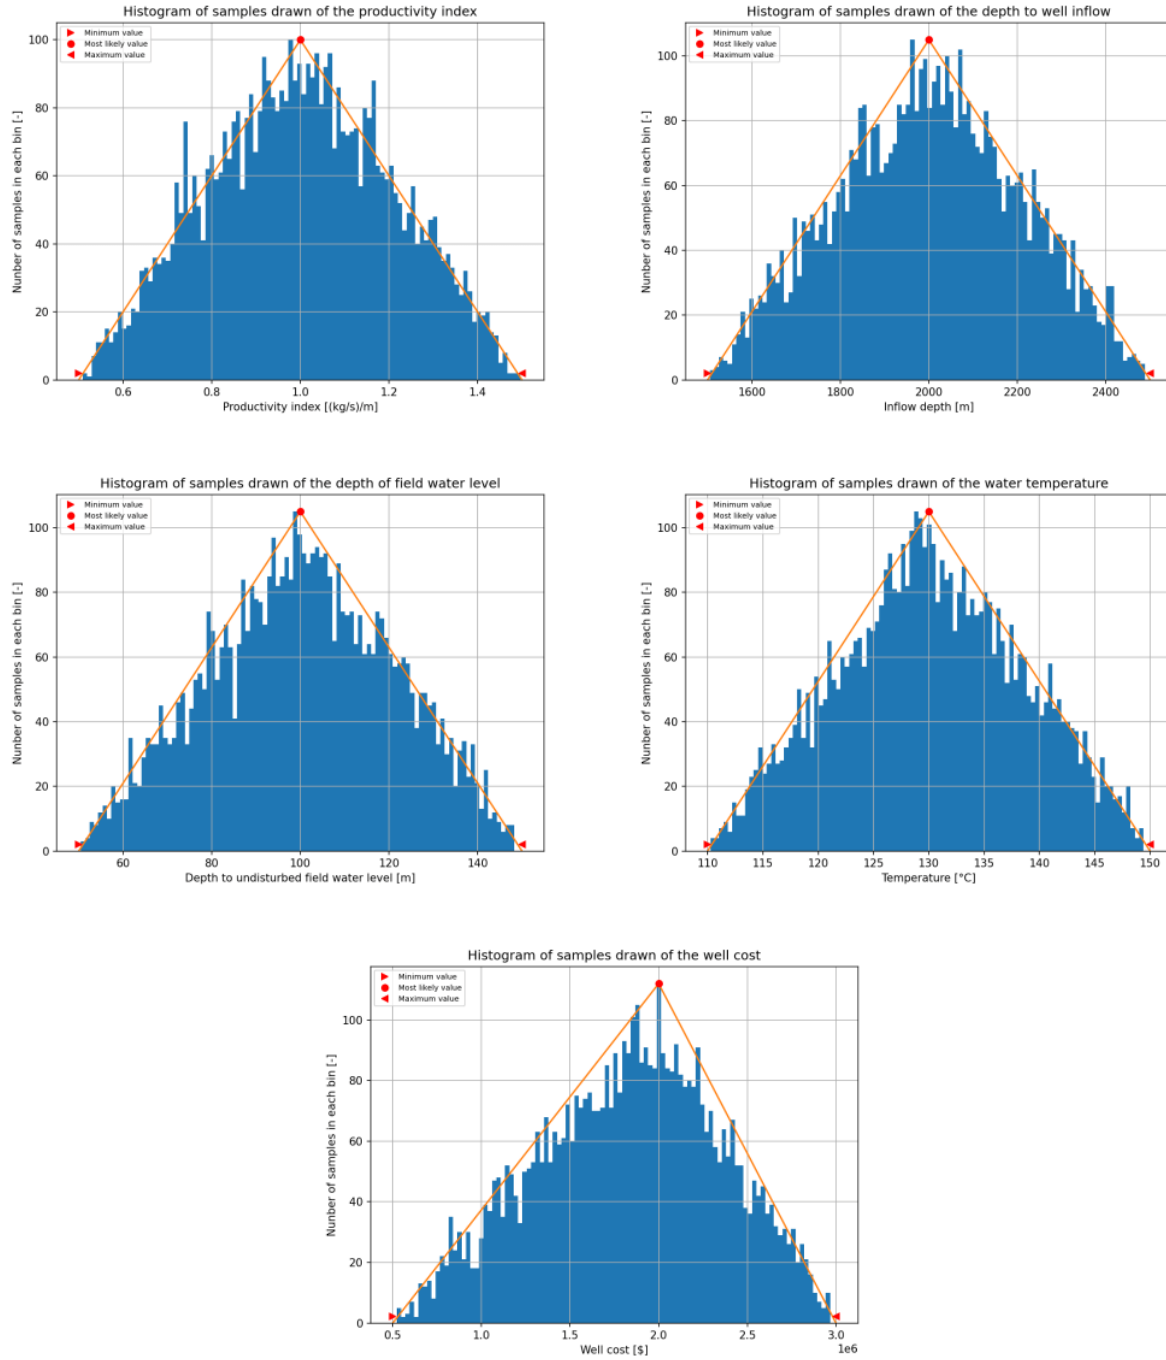 Histogram of samples drawn of the productivity index
Minimum value
Most likely value
Maximum value
Number of samples in each bin [-]
100
80
60
40
20
0
0.6 0.8 1.0 1.2 1.4
Productivity index [(kg/s)/m]
Histogram of samples drawn of the depth to well inflow
Minimum value
Most likely value
Maximum value
Number of samples in each bin [-]
100
80
60
40
20
0
1600 1800 2000 2200 2400
Inflow depth [m]
Histogram of samples drawn of the depth of field water level
Minimum value
Most likely value
Maximum value
Number of samples in each bin [-]
100
80
60
40
20
0
60 80 100 120 140
Depth to undisturbed field water level [m]
Histogram of samples drawn of the water temperature
Minimum value
Most likely value
Maximum value
Number of samples in each bin [-]
100
80
60
40
20
0
110 115 120 125 130 135 140 145 150
Temperature [°C]
Histogram of samples drawn of the well cost
Minimum value
Most likely value
Maximum value
Number of samples in each bin [-]
100
80
60
40
20
0
0.5 1.0 1.5 2.0 2.5 3.0
1e6
Well cost [$]